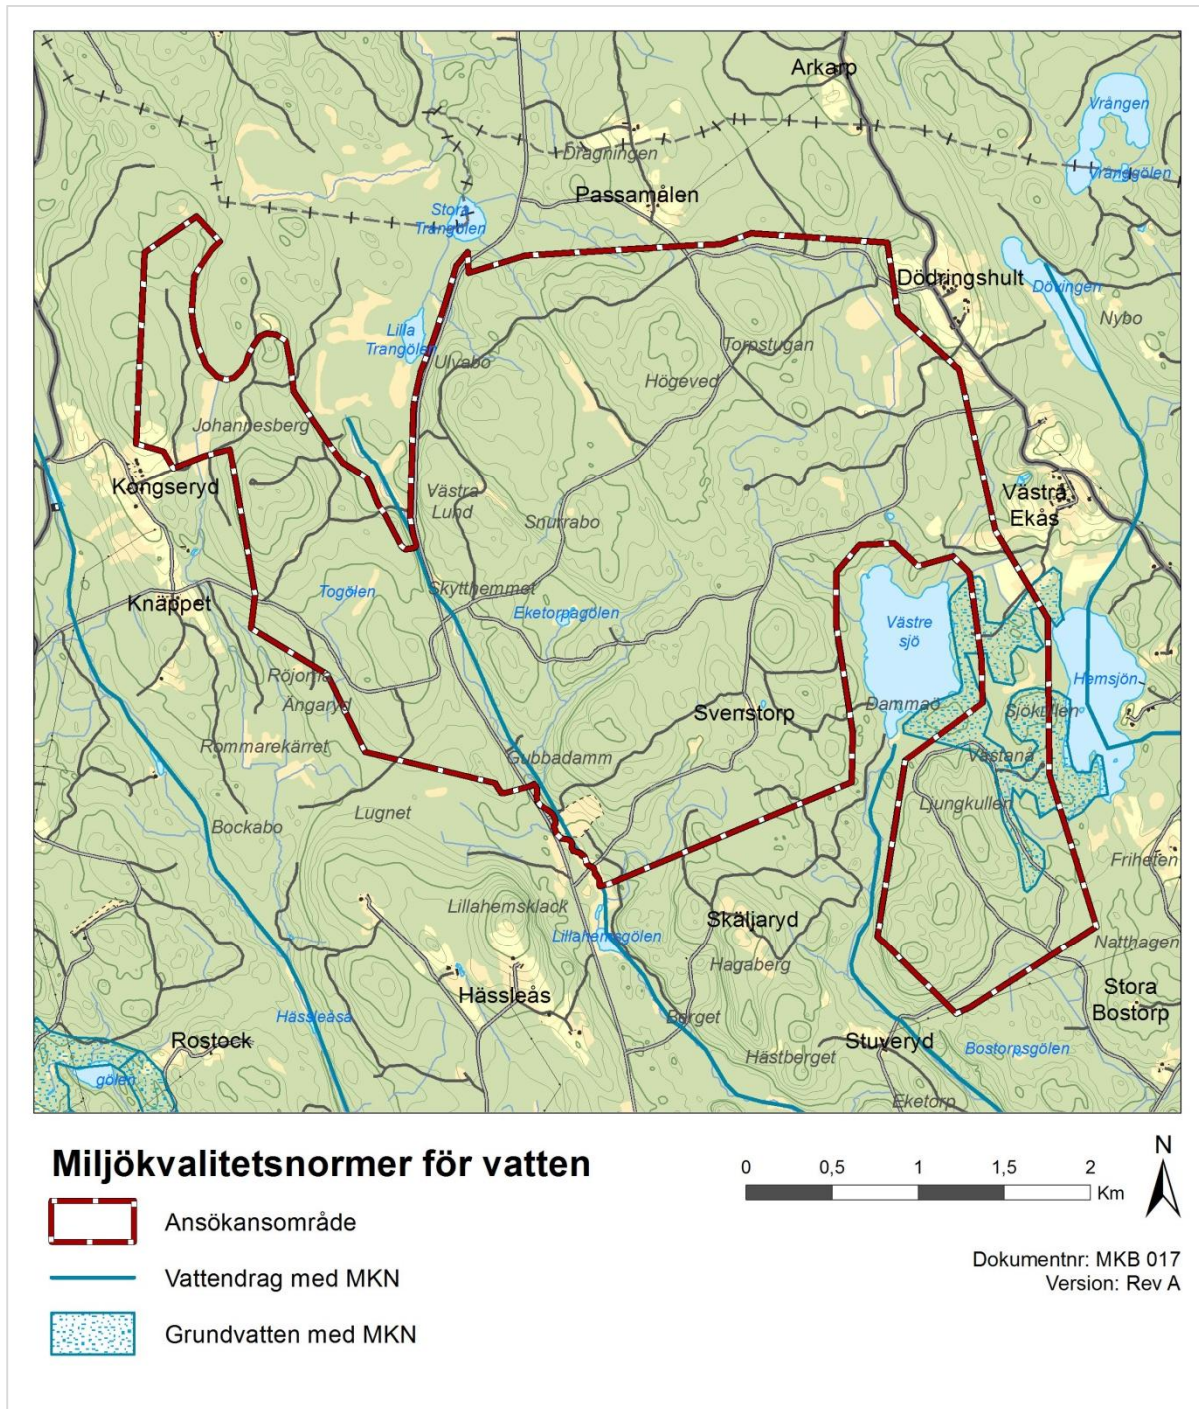 Arkarp
Vrången
Dragningen
Vrånggölen
Passamålen
Stora
Trangölen
Dödringshult
Dövingen
Nybo
Lilla
Trangölen
Ulvabo
Torpstugan
Högeved
Johannesberg
Kongseryd
Västra
Lund
Västra
Ekås
Snurrabo
Skytthemmet
Togölen
Knäppet
Eketorpagölen
Västre
sjö
Röjorna
Ängaryd
Hemsjön
Dammaö
Sjökullen
Svenstorp
Rommarekärret
Gubbadamm
Västanå
Ljungkullen
Lugnet
Bockabo
Friheten
Lillahemsklack
Skäljaryd
Lillahemsgölen
Hagaberg
Natthagen
Hässleås
Stora
Bostorp
Hässleåsa
Berget
Rostock
Hästberget
Stuveryd
Bostorpsgölen
gölen
Eketorp
Miljökvalitetsnormer för vatten
Ansökansområde
Vattendrag med MKN
Grundvatten med MKN
0 0,5 1 1,5 2
Km
N
Dokumentnr: MKB 017
Version: Rev A